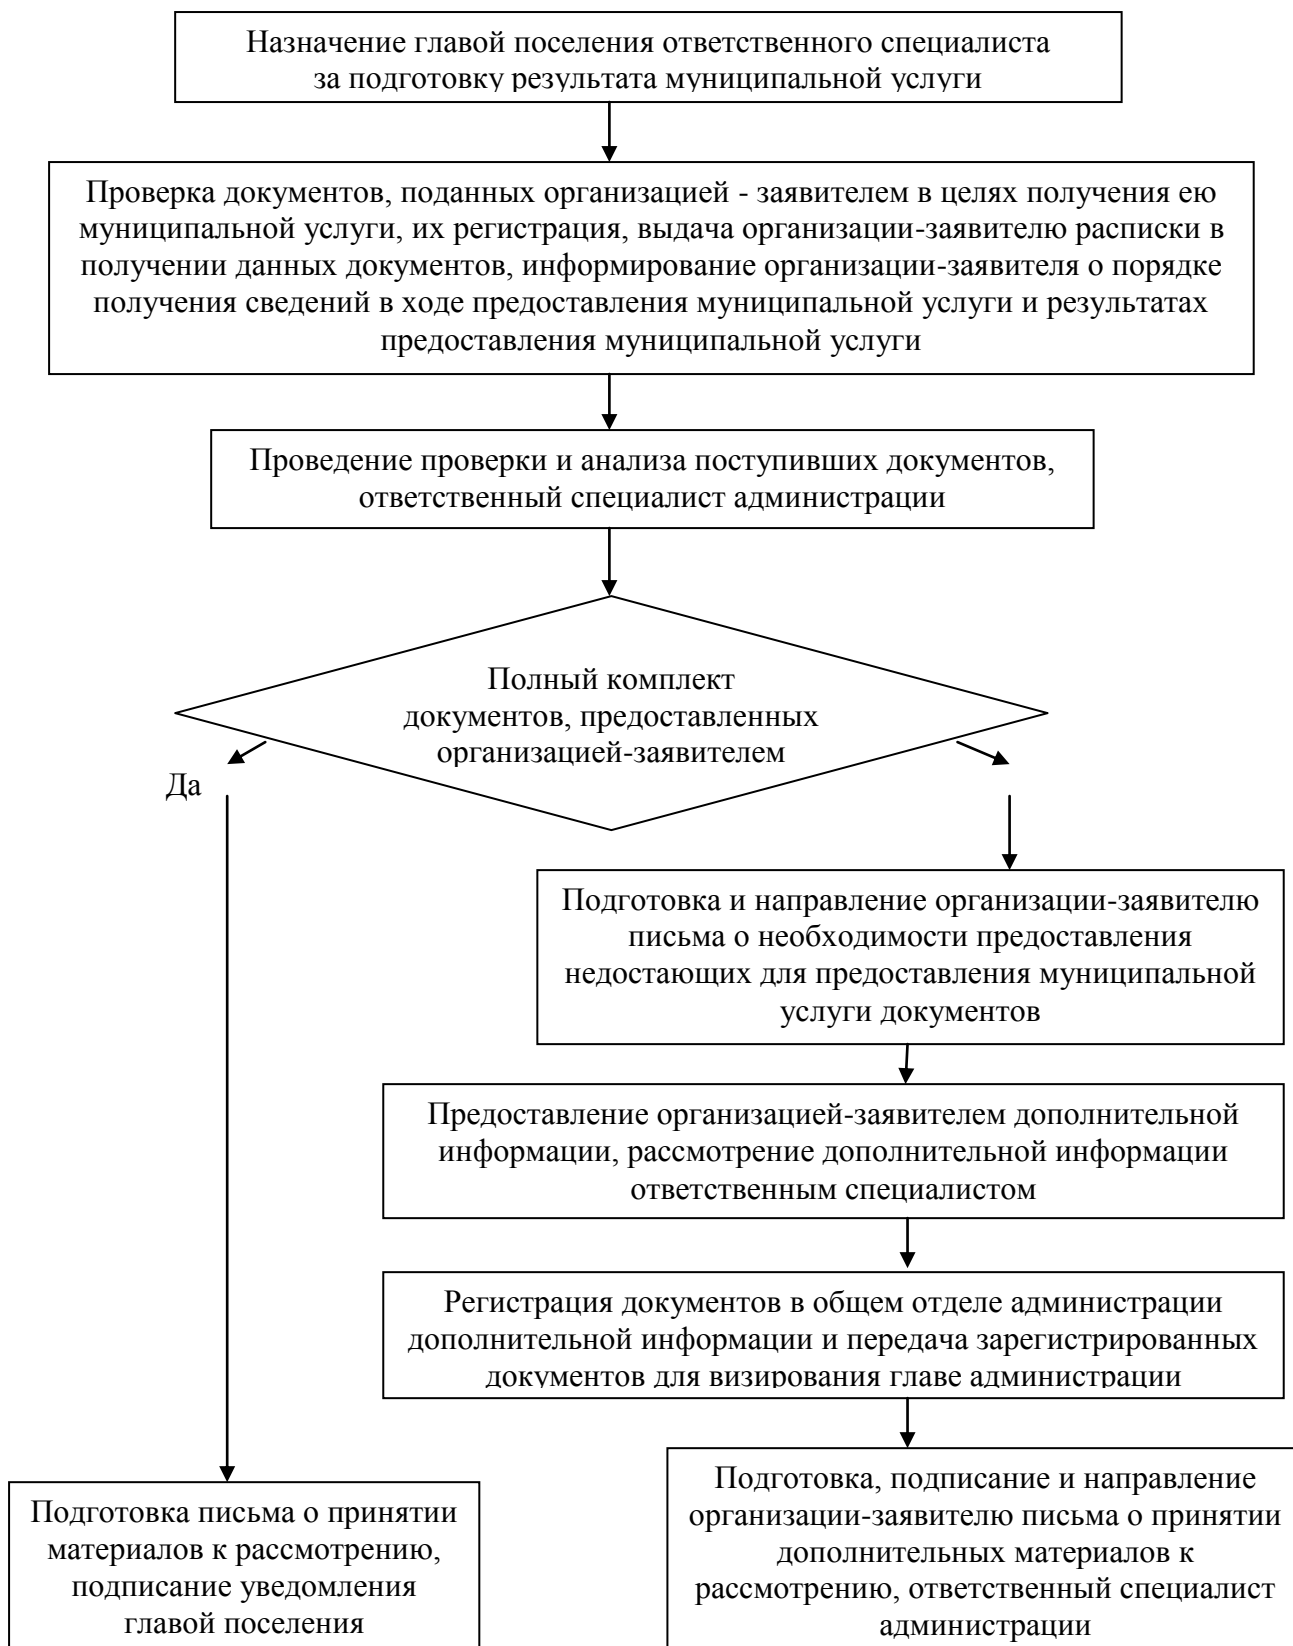 Назначение главой поселения ответственного специалиста
за подготовку результата муниципальной услуги
Проверка документов, поданных организацией - заявителем в целях получения ею
муниципальной услуги, их регистрация, выдача организации-заявителю расписки в
получении данных документов, информирование организации-заявителя о порядке
получения сведений в ходе предоставления муниципальной услуги и результатах
предоставления муниципальной услуги
Проведение проверки и анализа поступивших документов,
ответственный специалист администрации
Полный комплект
документов, предоставленных
организацией-заявителем
Да
Подготовка и направление организации-заявителю
письма о необходимости предоставления
недостающих для предоставления муниципальной
услуги документов
Предоставление организацией-заявителем дополнительной
информации, рассмотрение дополнительной информации
ответственным специалистом
Регистрация документов в общем отделе администрации
дополнительной информации и передача зарегистрированных
документов для визирования главе администрации
Подготовка письма о принятии
материалов к рассмотрению,
подписание уведомления
главой поселения
Подготовка, подписание и направление
организации-заявителю письма о принятии
дополнительных материалов к
рассмотрению, ответственный специалист
администрации